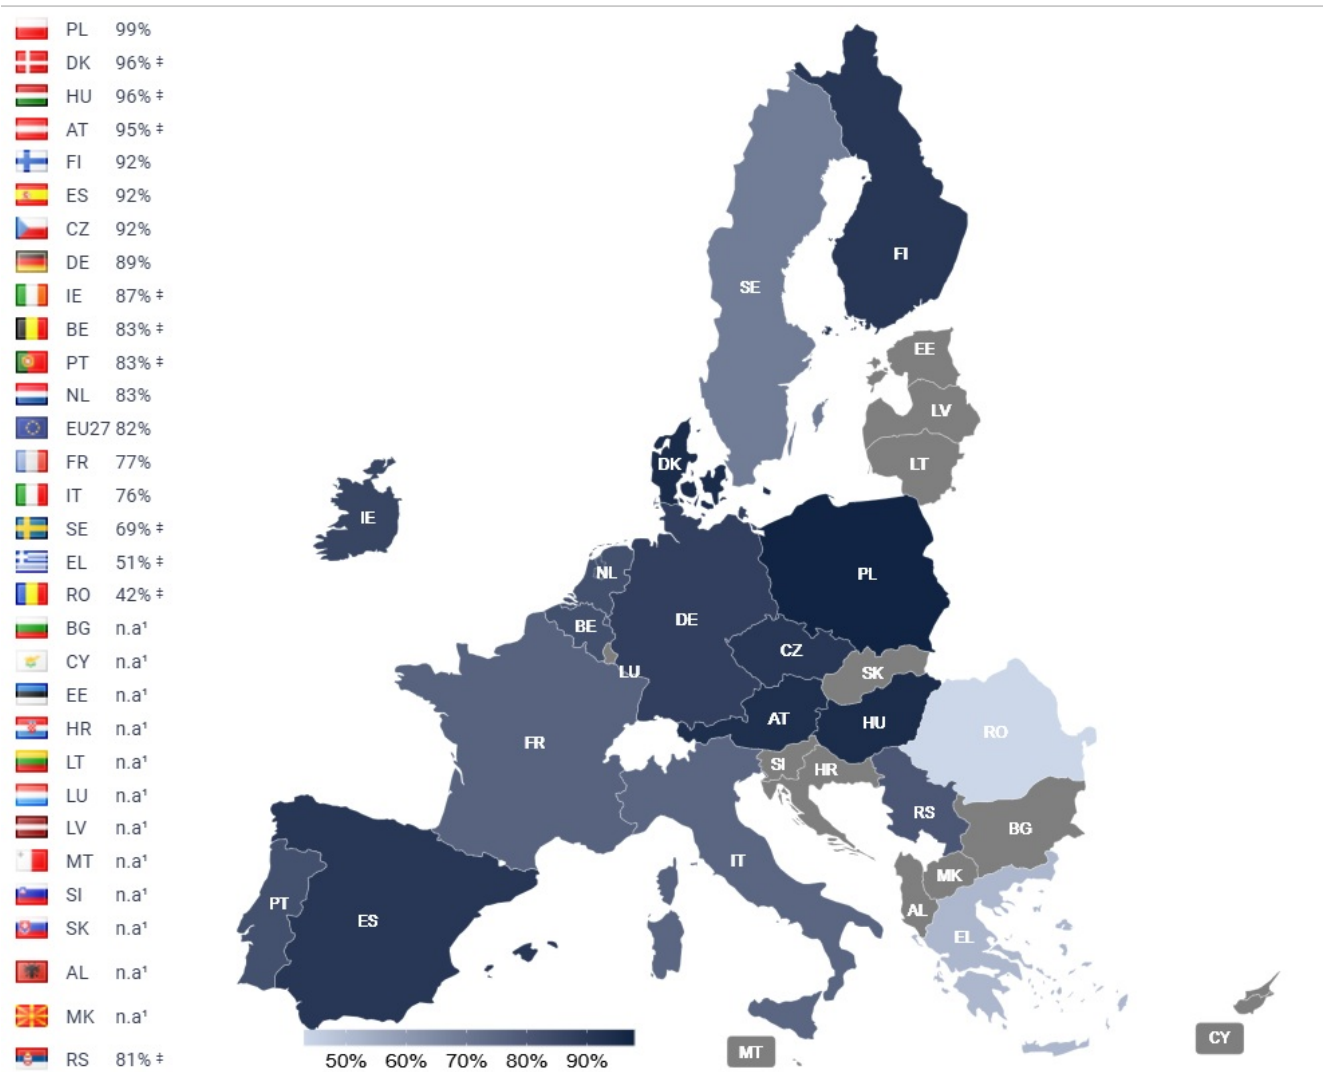 PL 99%
DK 96% ‡
HU 96% ‡
AT 95% ‡
FI 92%
ES 92%
CZ 92%
DE 89%
IE 87% ‡
BE 83% ‡
PT 83% ‡
NL 83%
EU27 82%
FR 77%
IT 76%
SE 69% ‡
EL 51% ‡
RO 42% ‡
BG n.a¹
CY n.a¹
EE n.a¹
HR n.a¹
LT n.a¹
LU n.a¹
LV n.a¹
MT n.a¹
SI n.a¹
SK n.a¹
AL n.a¹
MK n.a¹
RS 81% ‡
FI
SE
EE
LV
LT
DK
IE
PL
NL
DE
BE
CZ
LU
SK
AT
HU
RO
FR
SI
HR
RS
BG
IT
MK
PT
AL
ES
EL
CY
MT
50% 60% 70% 80% 90%